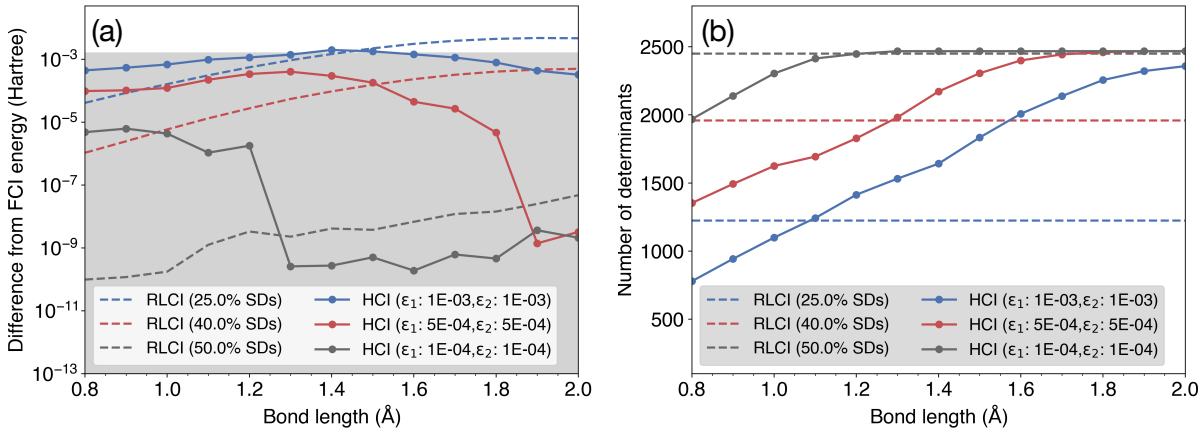 (a)
Difference from FCI energy (Hartree)
10⁻³
10⁻⁵
10⁻⁷
10⁻⁹
10⁻¹¹
10⁻¹³
RLCI (25.0% SDs)
RLCI (40.0% SDs)
RLCI (50.0% SDs)
HCI (ε₁: 1E-03,ε₂: 1E-03)
HCI (ε₁: 5E-04,ε₂: 5E-04)
HCI (ε₁: 1E-04,ε₂: 1E-04)
0.8 1.0 1.2 1.4 1.6 1.8 2.0
Bond length (Å)
(b)
Number of determinants
2500
2000
1500
1000
500
RLCI (25.0% SDs)
RLCI (40.0% SDs)
RLCI (50.0% SDs)
HCI (ε₁: 1E-03,ε₂: 1E-03)
HCI (ε₁: 5E-04,ε₂: 5E-04)
HCI (ε₁: 1E-04,ε₂: 1E-04)
0.8 1.0 1.2 1.4 1.6 1.8 2.0
Bond length (Å)